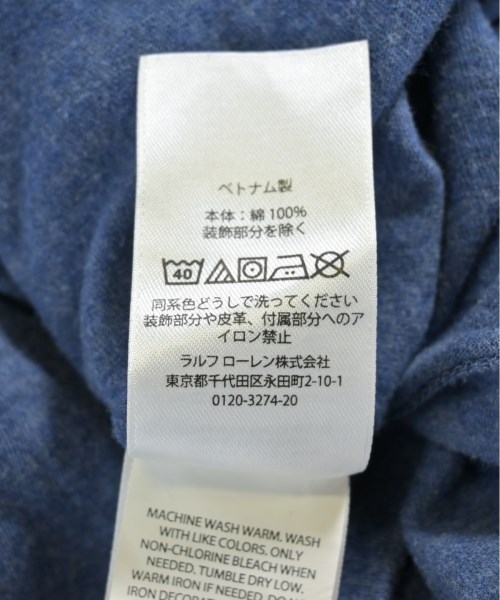 ベトナム製
本体：綿 100%
装飾部分を除く
40
同系色どうしで洗ってください
装飾部分や皮革、付属部分へのア
イロン禁止
ラルフ ローレン株式会社
東京都千代田区永田町2-10-1
0120-3274-20
MACHINE WASH WARM. WASH
WITH LIKE COLORS. ONLY
NON-CHLORINE BLEACH WHEN
NEEDED. TUMBLE DRY LOW.
WARM IRON IF NEEDED. DO
IRON